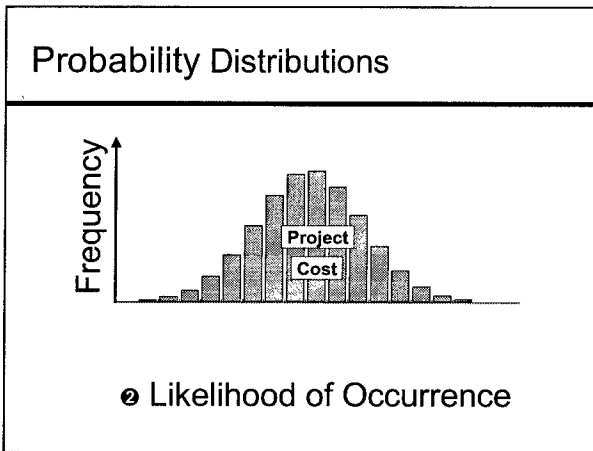 Probability Distributions
Frequency
Project
Cost
❷ Likelihood of Occurrence